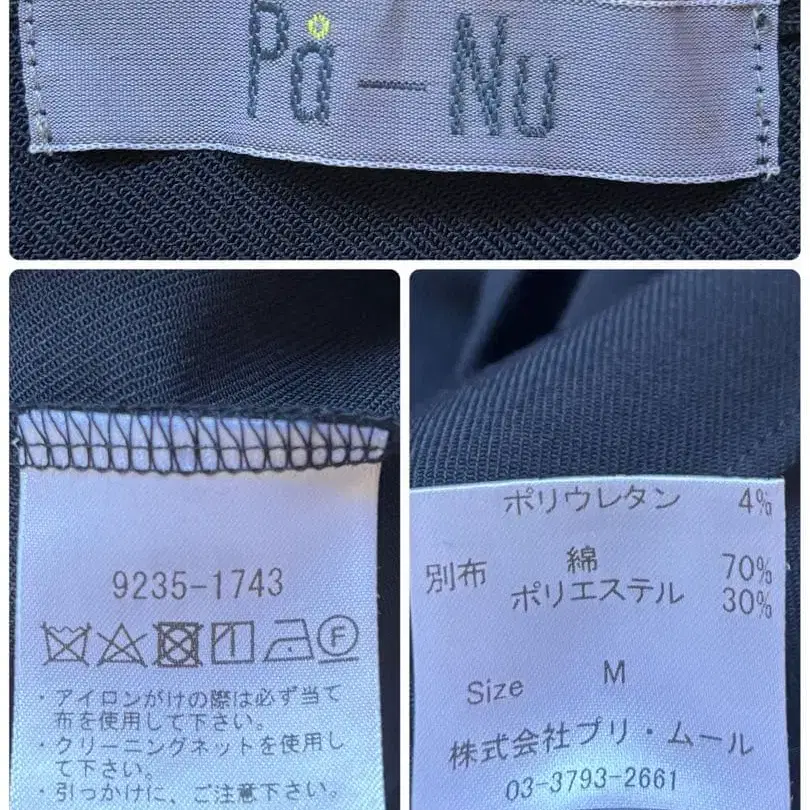 På－Nu
9235-1743
F
・アイロンがけの際は必ず当て
布を使用して下さい。
・クリーニングネットを使用し
て下さい。
・引っかけに、ご注意下さい。
ポリウレタン 4%
別布 綿 70%
ポリエステル 30%
Size M
株式会社プリ・ムール
03-3793-2661